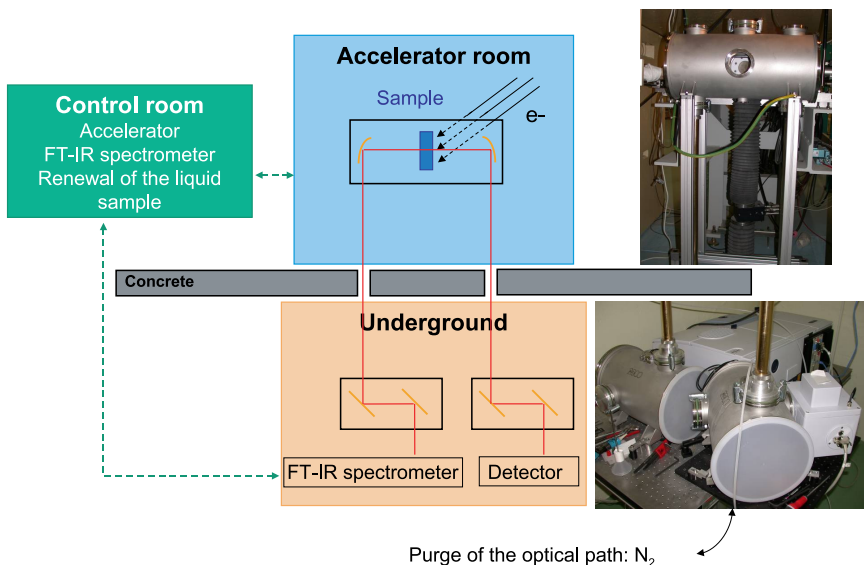 Accelerator room
Sample
e-
Control room
Accelerator
FT-IR spectrometer
Renewal of the liquid
sample
Concrete
Underground
FT-IR spectrometer
Detector
Purge of the optical path: N₂